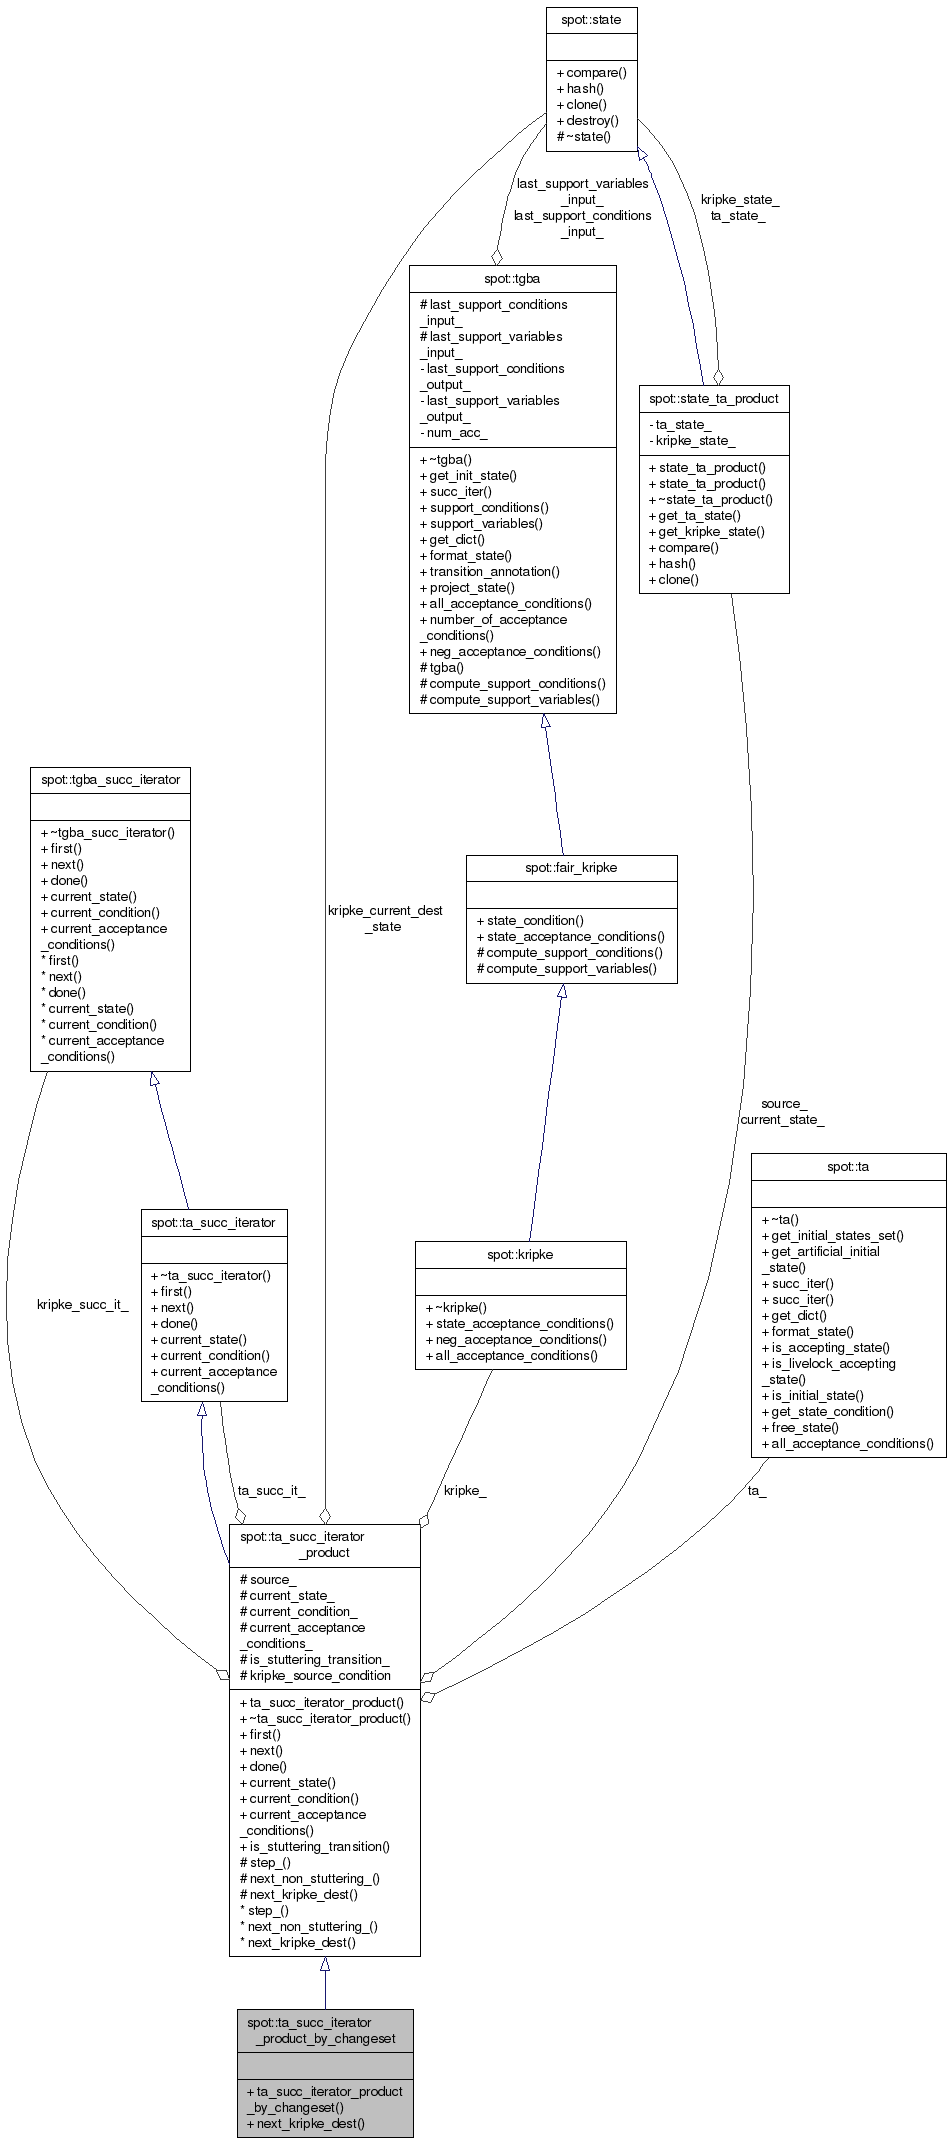 spot::state
+ compare()
+ hash()
+ clone()
+ destroy()
# ~state()
last_support_variables
_input_
last_support_conditions
_input_
kripke_state_
ta_state_
spot::tgba
# last_support_conditions
_input_
# last_support_variables
_input_
- last_support_conditions
_output_
- last_support_variables
_output_
- num_acc_
+ ~tgba()
+ get_init_state()
+ succ_iter()
+ support_conditions()
+ support_variables()
+ get_dict()
+ format_state()
+ transition_annotation()
+ project_state()
+ all_acceptance_conditions()
+ number_of_acceptance
_conditions()
+ neg_acceptance_conditions()
# tgba()
# compute_support_conditions()
# compute_support_variables()
spot::state_ta_product
- ta_state_
- kripke_state_
+ state_ta_product()
+ state_ta_product()
+ ~state_ta_product()
+ get_ta_state()
+ get_kripke_state()
+ compare()
+ hash()
+ clone()
spot::tgba_succ_iterator
+ ~tgba_succ_iterator()
+ first()
+ next()
+ done()
+ current_state()
+ current_condition()
+ current_acceptance
_conditions()
* first()
* next()
* done()
* current_state()
* current_condition()
* current_acceptance
_conditions()
kripke_current_dest
_state
spot::fair_kripke
+ state_condition()
+ state_acceptance_conditions()
# compute_support_conditions()
# compute_support_variables()
source_
current_state_
spot::ta
+ ~ta()
+ get_initial_states_set()
+ get_artificial_initial
_state()
+ succ_iter()
+ succ_iter()
+ get_dict()
+ format_state()
+ is_accepting_state()
+ is_livelock_accepting
_state()
+ is_initial_state()
+ get_state_condition()
+ free_state()
+ all_acceptance_conditions()
spot::ta_succ_iterator
+ ~ta_succ_iterator()
+ first()
+ next()
+ done()
+ current_state()
+ current_condition()
+ current_acceptance
_conditions()
kripke_succ_it_
spot::kripke
+ ~kripke()
+ state_acceptance_conditions()
+ neg_acceptance_conditions()
+ all_acceptance_conditions()
ta_succ_it_
kripke_
ta_
spot::ta_succ_iterator
_product
# source_
# current_state_
# current_condition_
# current_acceptance
_conditions_
# is_stuttering_transition_
# kripke_source_condition
+ ta_succ_iterator_product()
+ ~ta_succ_iterator_product()
+ first()
+ next()
+ done()
+ current_state()
+ current_condition()
+ current_acceptance
_conditions()
+ is_stuttering_transition()
# step_()
# next_non_stuttering_()
# next_kripke_dest()
* step_()
* next_non_stuttering_()
* next_kripke_dest()
spot::ta_succ_iterator
_product_by_changeset
+ ta_succ_iterator_product
_by_changeset()
+ next_kripke_dest()